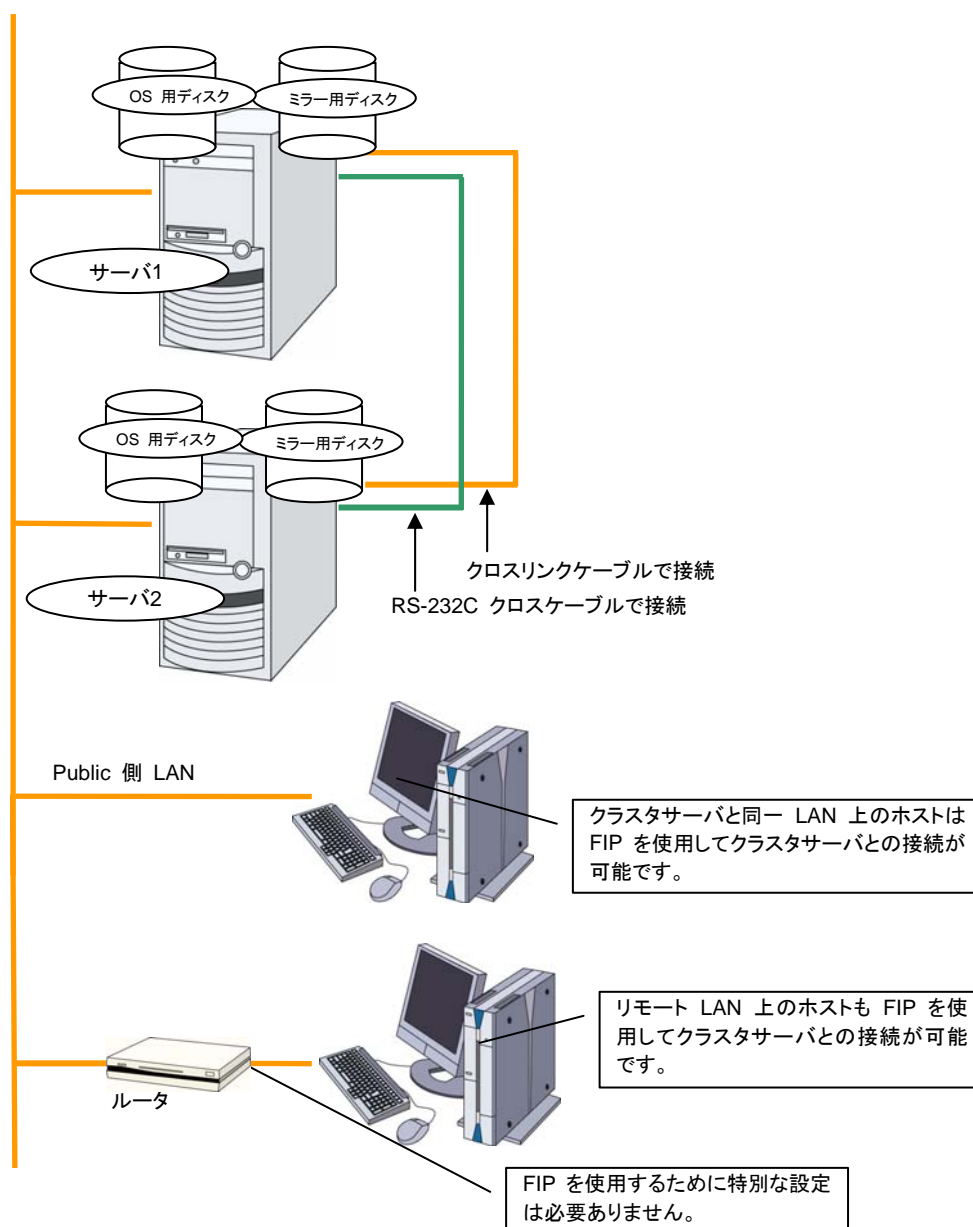 OS 用ディスク
ミラー用ディスク
サーバ1
OS 用ディスク
ミラー用ディスク
サーバ2
クロスリンクケーブルで接続
RS-232C クロスケーブルで接続
Public 側 LAN
クラスタサーバと同一 LAN 上のホストは
FIP を使用してクラスタサーバとの接続が
可能です。
リモート LAN 上のホストも FIP を使
用してクラスタサーバとの接続が可能
です。
ルータ
FIP を使用するために特別な設定
は必要ありません。